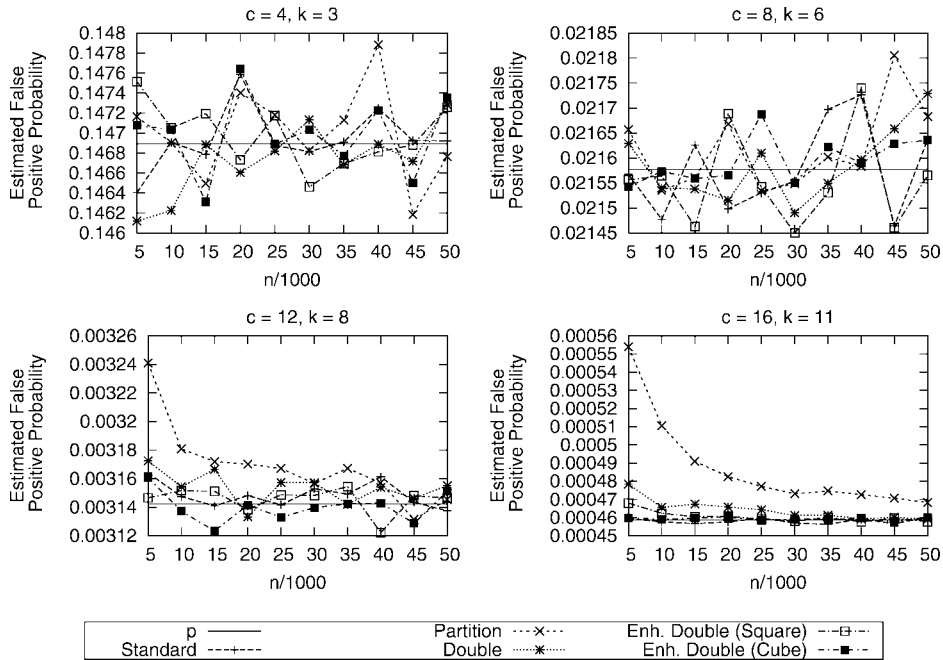 c = 4, k = 3
Estimated False
Positive Probability
0.148
0.1478
0.1476
0.1474
0.1472
0.147
0.1468
0.1466
0.1464
0.1462
0.146
5 10 15 20 25 30 35 40 45 50
n/1000
c = 8, k = 6
Estimated False
Positive Probability
0.02185
0.0218
0.02175
0.0217
0.02165
0.0216
0.02155
0.0215
0.02145
5 10 15 20 25 30 35 40 45 50
n/1000
c = 12, k = 8
Estimated False
Positive Probability
0.00326
0.00324
0.00322
0.0032
0.00318
0.00316
0.00314
0.00312
5 10 15 20 25 30 35 40 45 50
n/1000
c = 16, k = 11
Estimated False
Positive Probability
0.00056
0.00055
0.00054
0.00053
0.00052
0.00051
0.0005
0.00049
0.00048
0.00047
0.00046
0.00045
5 10 15 20 25 30 35 40 45 50
n/1000
p Partition Enh. Double (Square)
Standard Double Enh. Double (Cube)